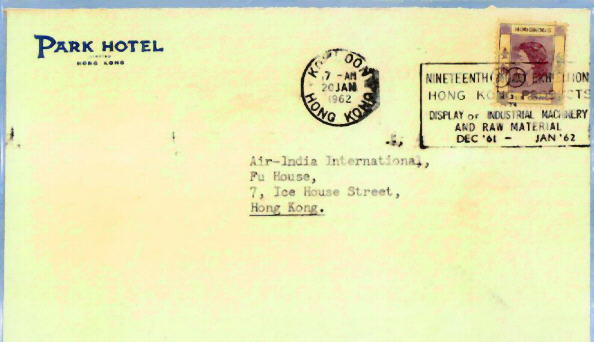 PARK HOTEL
HONG KONG
KOWLOON
7 - AM
20 JAN
1962
HONG KONG
HONG KONG
NINETEENTH EXHIBITION
HONG KONG PRODUCTS
DISPLAY OF INDUSTRIAL MACHINERY
AND RAW MATERIAL
DEC '61 - JAN '62
Air-India International,
Fu House,
7, Ice House Street,
Hong Kong.